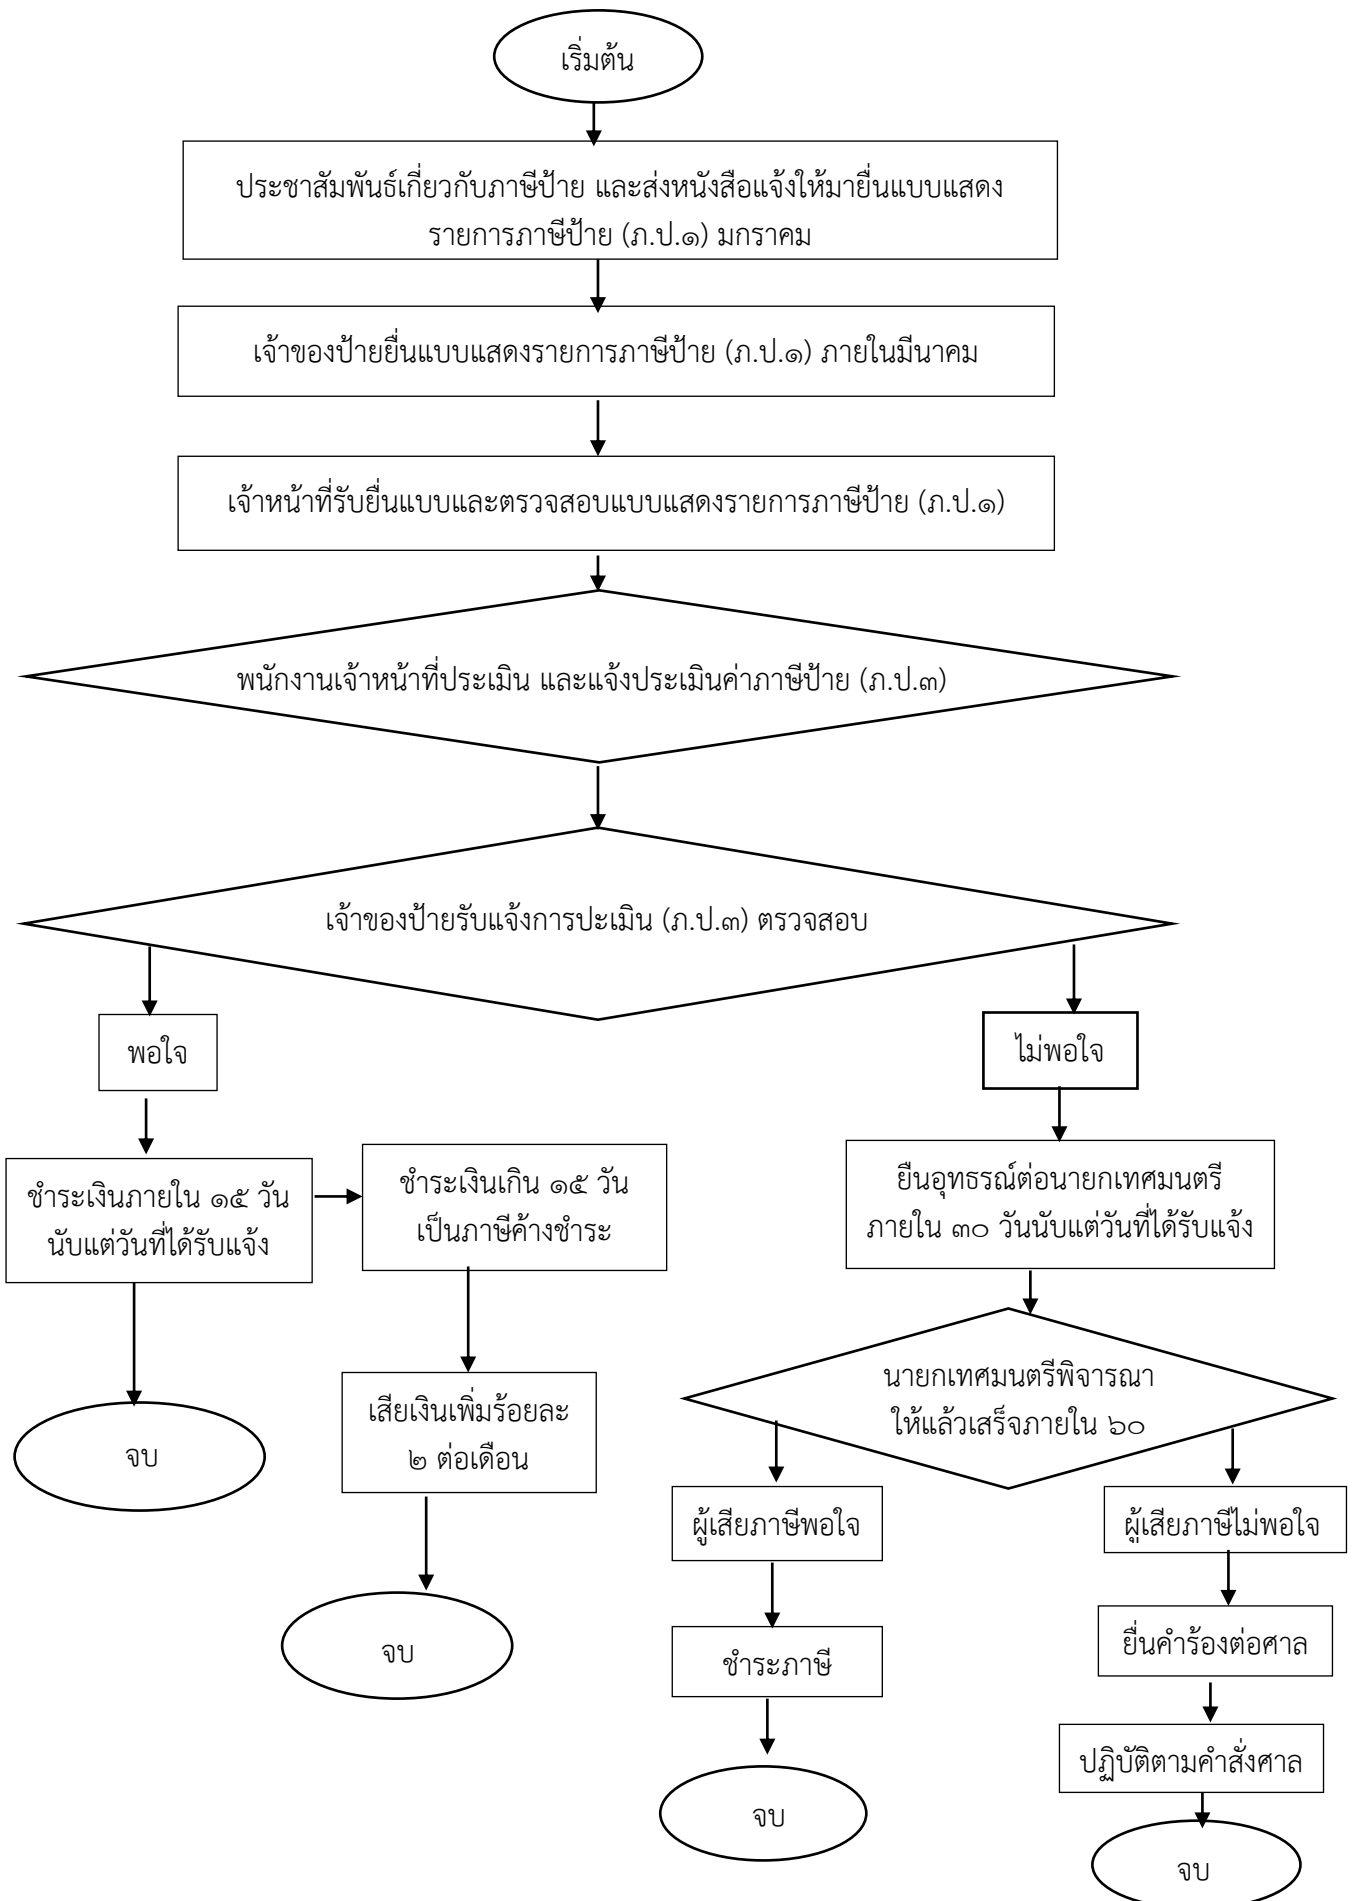 เริ่มต้น
ประชาสัมพันธ์เกี่ยวกับภาษีป้าย และส่งหนังสือแจ้งให้มายื่นแบบแสดง
รายการภาษีป้าย (ภ.ป.๑) มกราคม
เจ้าของป้ายยื่นแบบแสดงรายการภาษีป้าย (ภ.ป.๑) ภายในมีนาคม
เจ้าหน้าที่รับยื่นแบบและตรวจสอบแบบแสดงรายการภาษีป้าย (ภ.ป.๑)
พนักงานเจ้าหน้าที่ประเมิน และแจ้งประเมินค่าภาษีป้าย (ภ.ป.๓)
เจ้าของป้ายรับแจ้งการปะเมิน (ภ.ป.๓) ตรวจสอบ
พอใจ
ไม่พอใจ
ชำระเงินภายใน ๑๕ วัน
นับแต่วันที่ได้รับแจ้ง
ชำระเงินเกิน ๑๕ วัน
เป็นภาษีค้างชำระ
ยืนอุทธรณ์ต่อนายกเทศมนตรี
ภายใน ๓๐ วันนับแต่วันที่ได้รับแจ้ง
นายกเทศมนตรีพิจารณา
ให้แล้วเสร็จภายใน ๖๐
เสียเงินเพิ่มร้อยละ
๒ ต่อเดือน
จบ
ผู้เสียภาษีพอใจ
ผู้เสียภาษีไม่พอใจ
จบ
ชำระภาษี
ยื่นคำร้องต่อศาล
ปฏิบัติตามคำสั่งศาล
จบ
จบ